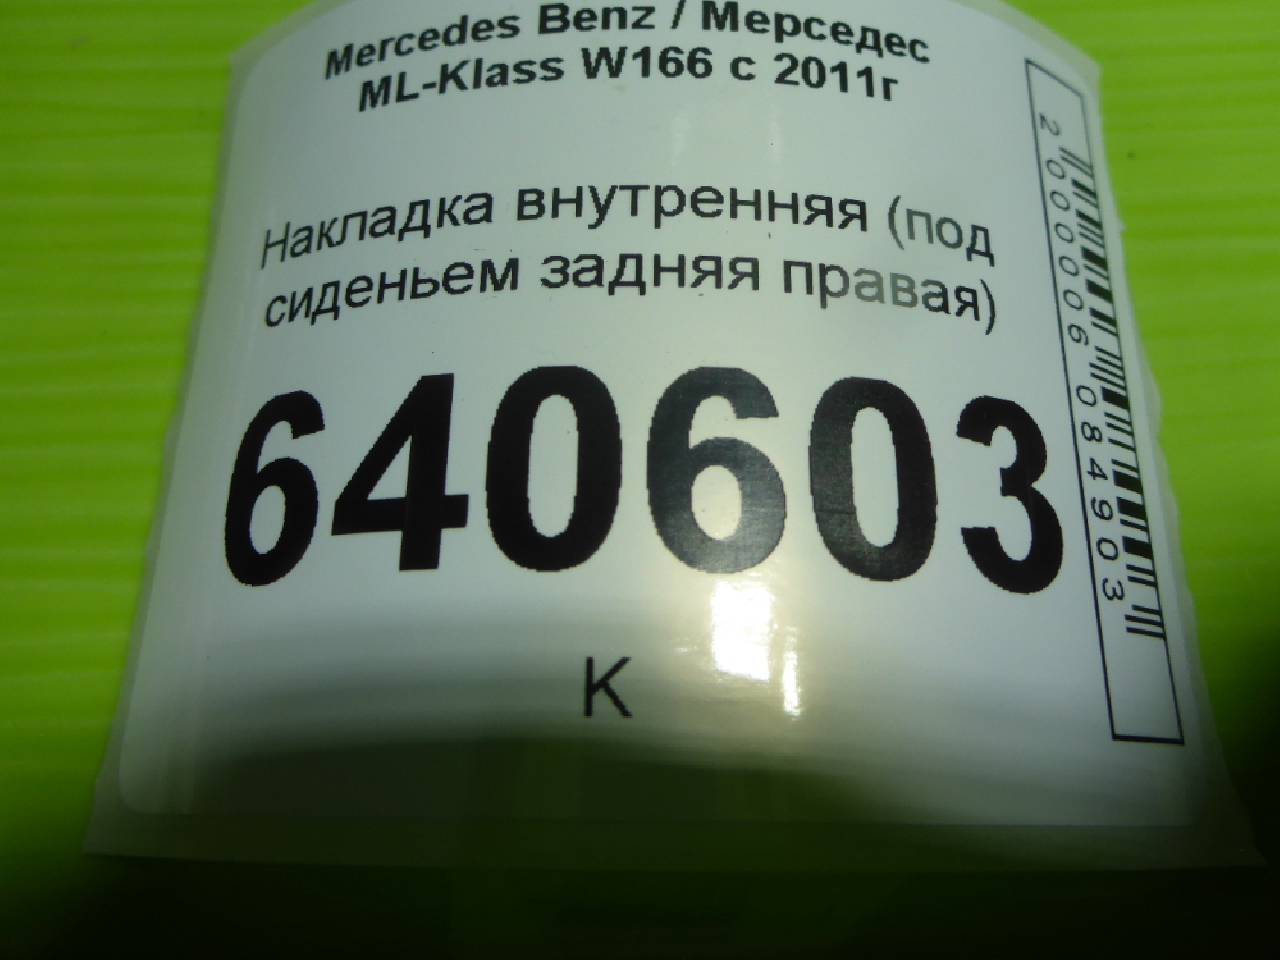 Mercedes Benz / Мерседес
ML-Klass W166 с 2011г
Накладка внутренняя (под
сиденьем задняя правая)
640603
К
2000006084903